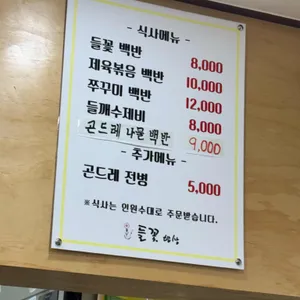 - 식사메뉴 -
들꽃 백반 8,000
제육볶음 백반 10,000
쭈꾸미 백반 12,000
들깨수제비 8,000
곤드레 나물 백반 9,000
- 추가메뉴 -
곤드레 전병 5,000
※식사는 인원수대로 주문받습니다.
들꽃 밥상